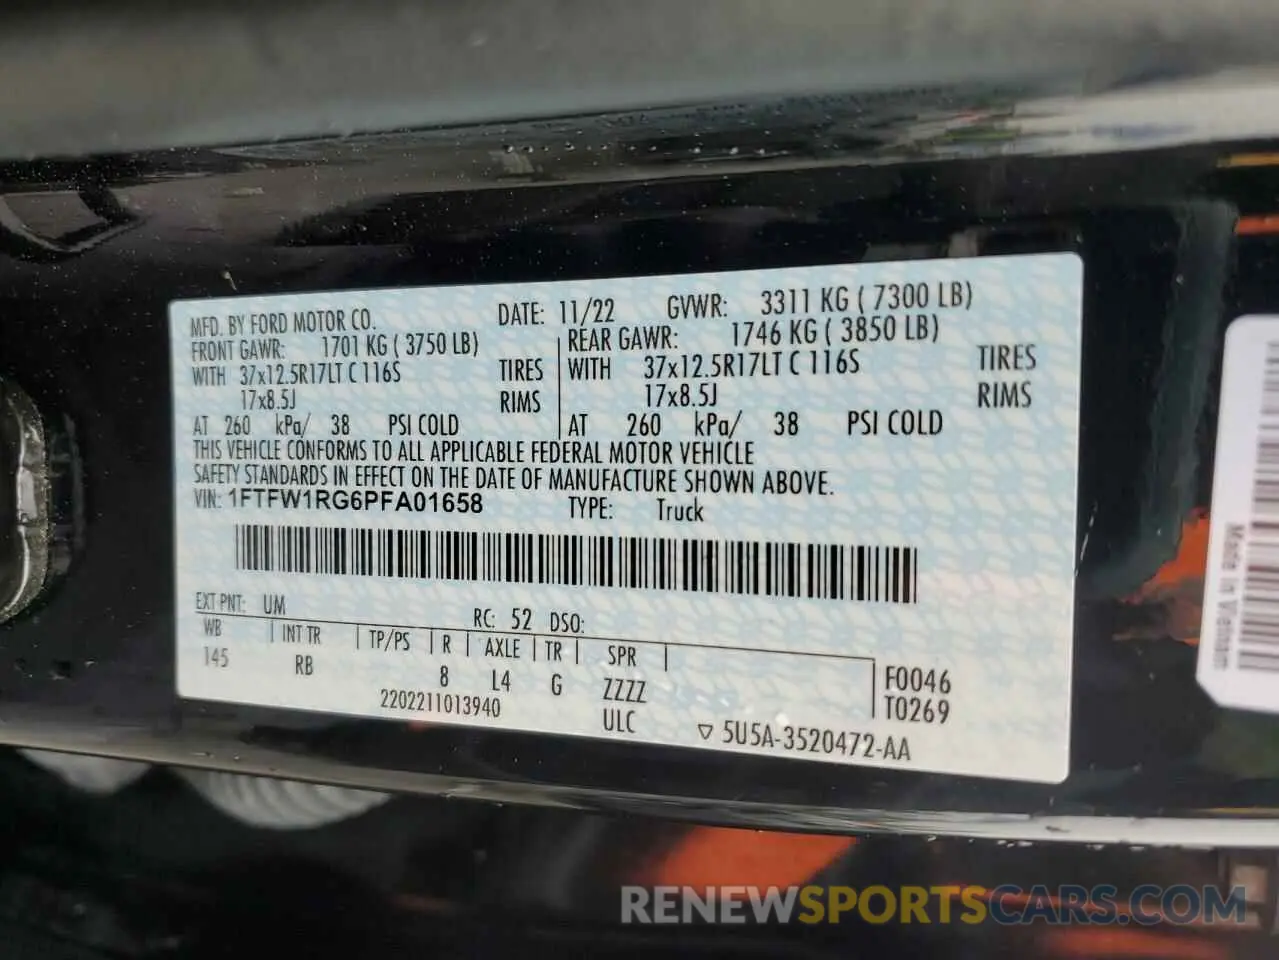 MFD. BY FORD MOTOR CO. DATE: 11/22 GVWR: 3311 KG ( 7300 LB)
FRONT GAWR: 1701 KG ( 3750 LB) REAR GAWR: 1746 KG ( 3850 LB)
WITH 37x12.5R17LT C 116S TIRES WITH 37x12.5R17LT C 116S TIRES
17x8.5J RIMS 17x8.5J RIMS
AT 260 kPa/ 38 PSI COLD AT 260 kPa/ 38 PSI COLD
THIS VEHICLE CONFORMS TO ALL APPLICABLE FEDERAL MOTOR VEHICLE
SAFETY STANDARDS IN EFFECT ON THE DATE OF MANUFACTURE SHOWN ABOVE.
VIN: 1FTFW1RG6PFA01658 TYPE: Truck
EXT PNT: UM RC: 52 DSO:
WB INT TR TP/PS R AXLE TR SPR
145 RB 8 L4 G ZZZZ F0046
2202211013940 ULC T0269
5U5A-3520472-AA
Made in Vietnam
RENEWSPORTSCARS.COM